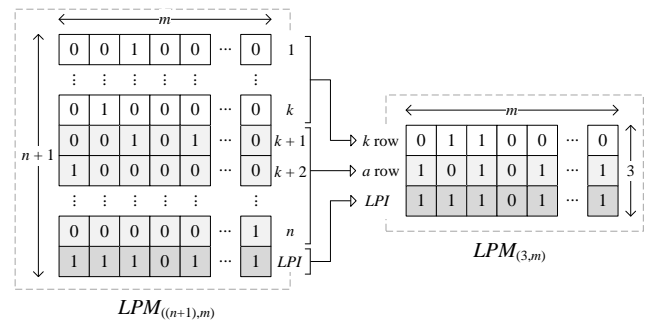 m
0 0 1 0 0 ... 0 1
⋮ ⋮ ⋮ ⋮ ⋮ ⋮
0 1 0 0 0 ... 0 k
0 0 1 0 1 ... 0 k + 1
1 0 0 0 0 ... 0 k + 2
⋮ ⋮ ⋮ ⋮ ⋮ ⋮
0 0 0 0 0 ... 1 n
1 1 1 0 1 ... 1 LPI
n + 1
LPM((n+1),m)
m
k row 0 1 1 0 0 ... 0
a row 1 0 1 0 1 ... 1
LPI 1 1 1 0 1 ... 1
3
LPM(3,m)